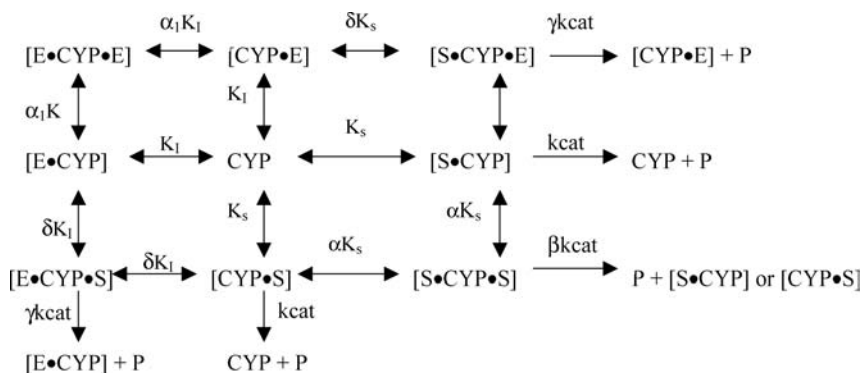 α₁Kᵢ δKₛ γkcat
[E•CYP•E] [CYP•E] [S•CYP•E] [CYP•E] + P
α₁K Kᵢ
Kᵢ Kₛ kcat
[E•CYP] CYP [S•CYP] CYP + P
δKᵢ Kₛ αKₛ
δKᵢ αKₛ βkcat
[E•CYP•S] [CYP•S] [S•CYP•S] P + [S•CYP] or [CYP•S]
γkcat kcat
[E•CYP] + P CYP + P